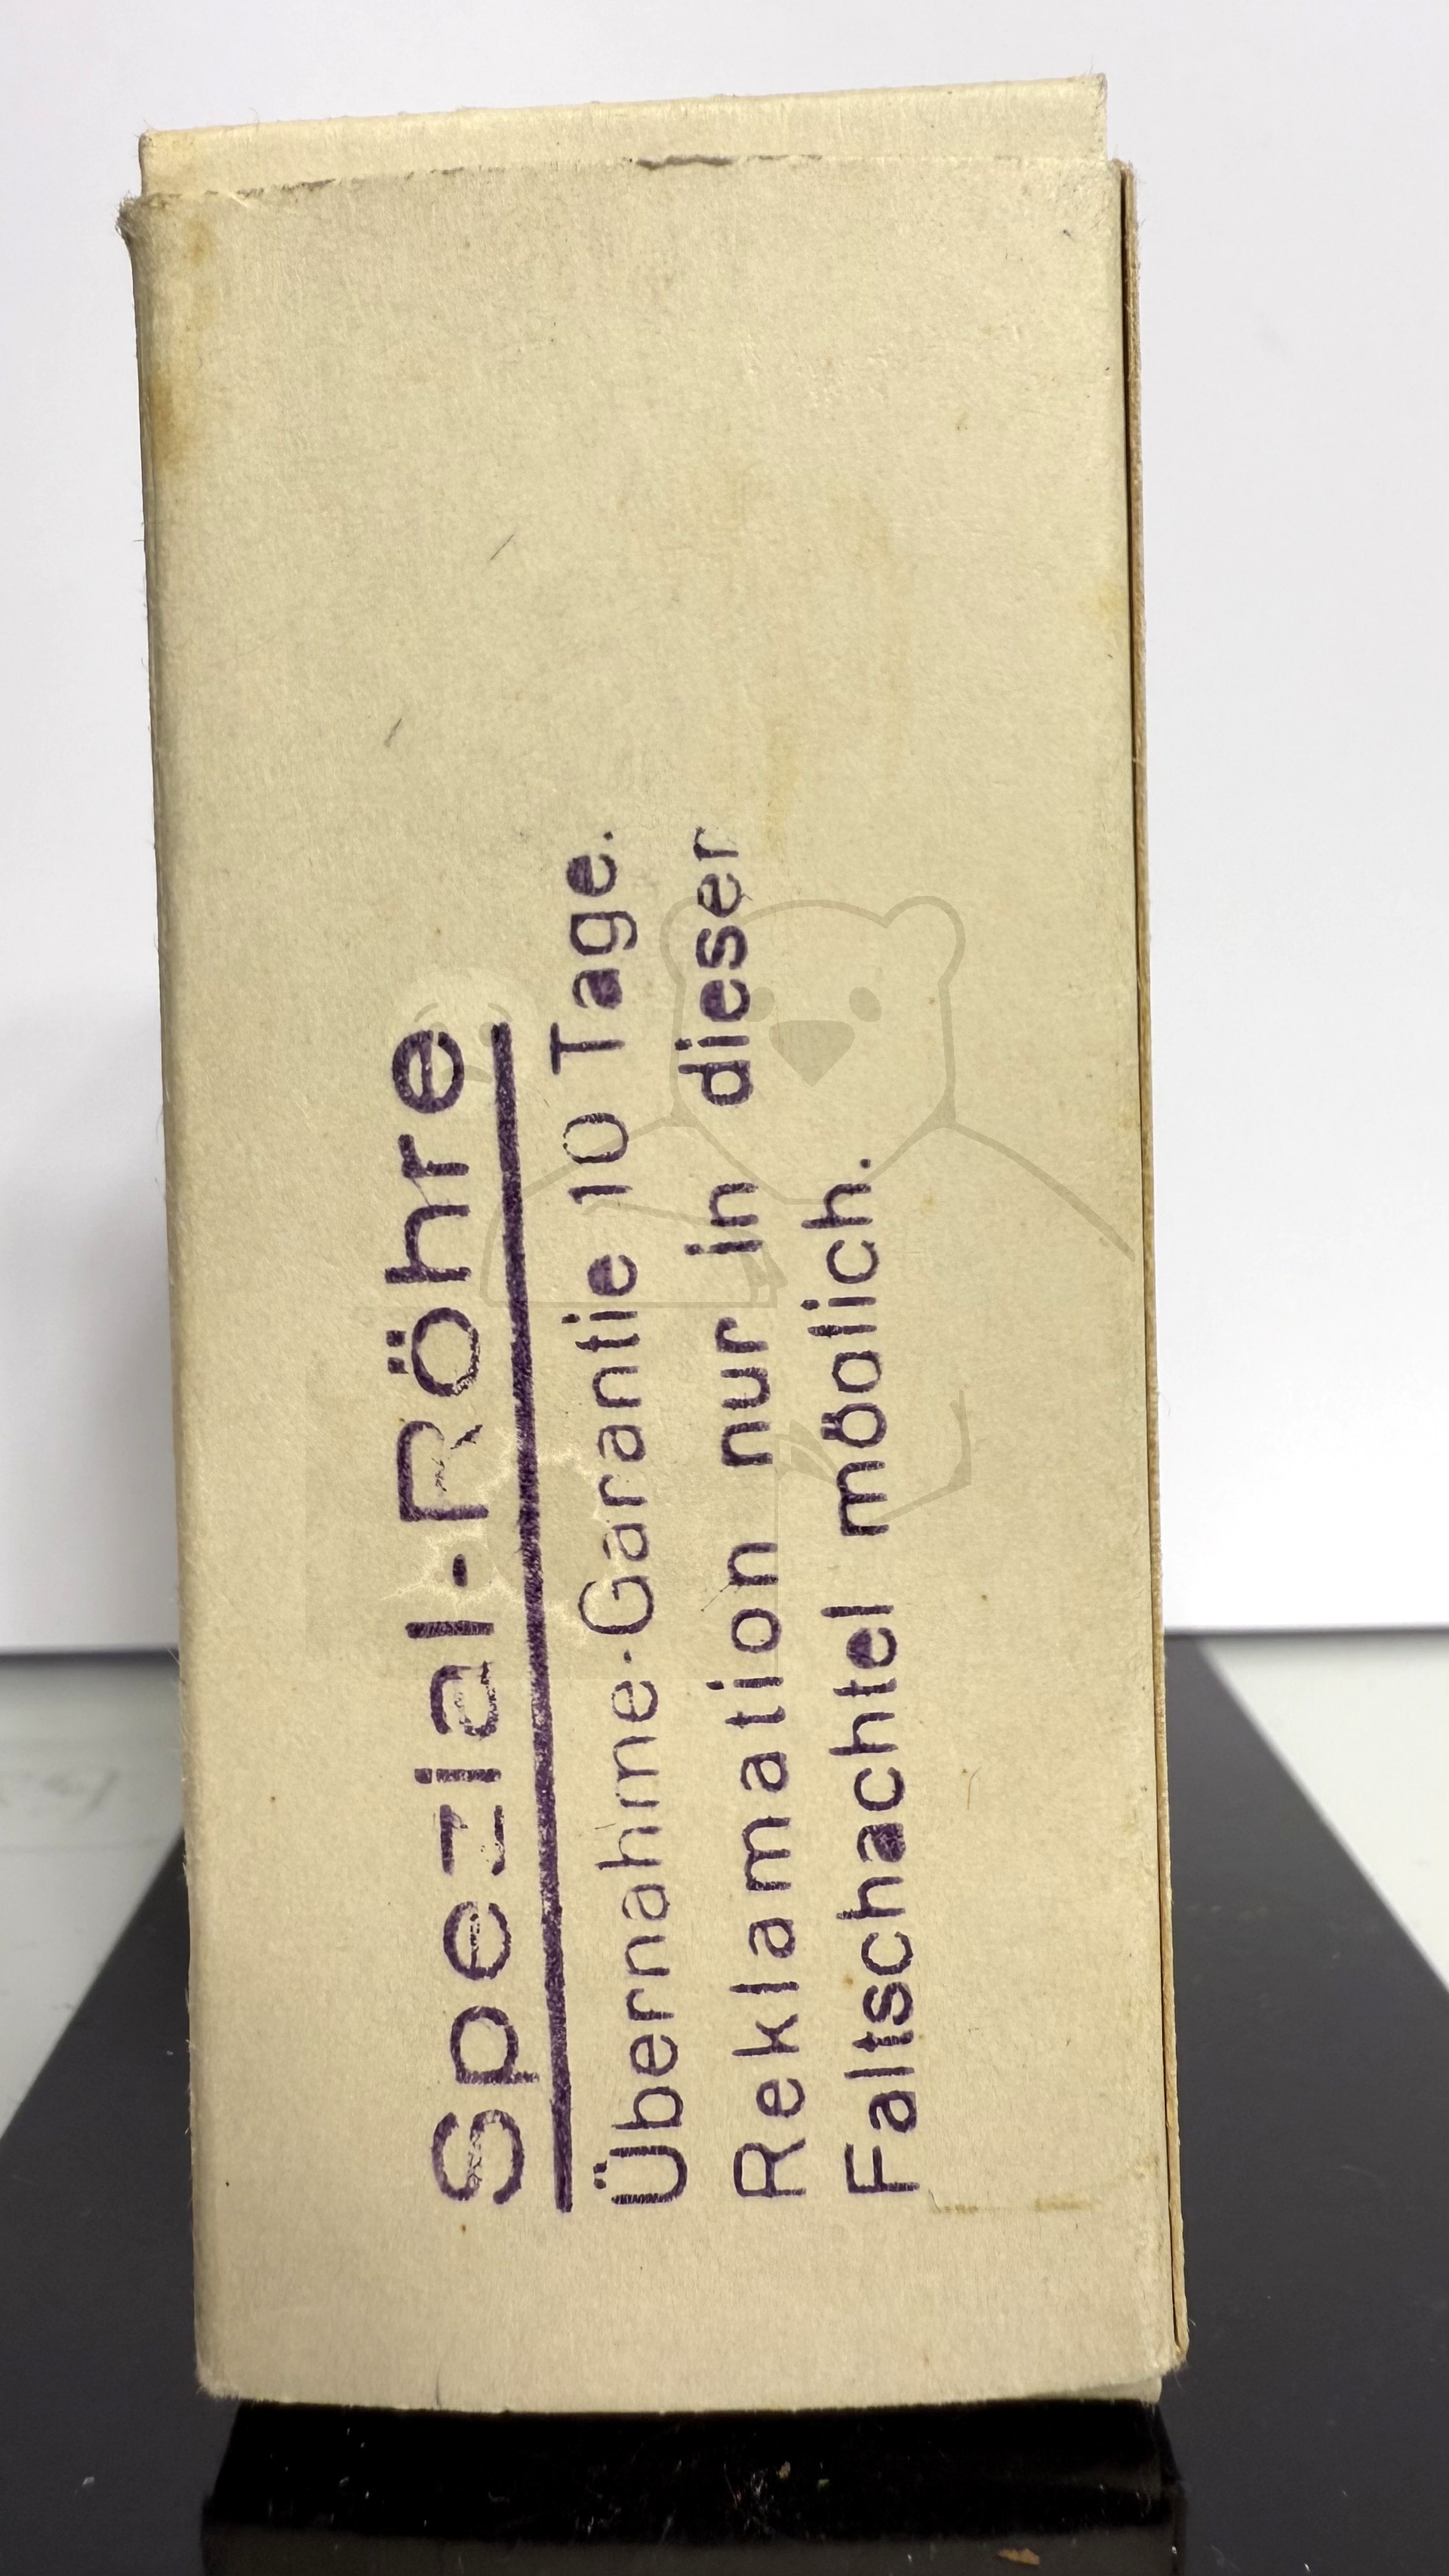 Spezial-Röhre
Übernahme-Garantie 10 Tage.
Reklamation nur in dieser
Faltschachtel möglich.